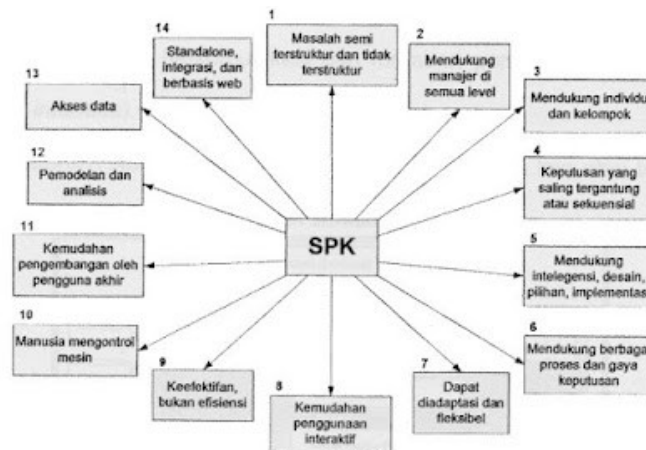 1
Masalah semi
terstruktur dan tidak
terstruktur
2
Mendukung
manajer di
semua level
3
Mendukung individu
dan kelompok
4
Keputusan yang
saling tergantung
atau sekuensial
5
Mendukung
intelegensi, desain,
pilihan, implementasi
6
Mendukung berbagai
proses dan gaya
keputusan
7
Dapat
diadaptasi dan
fleksibel
8
Kemudahan
penggunaan
interaktif
9
Keefektifan,
bukan efisiensi
10
Manusia mengontrol
mesin
11
Kemudahan
pengembangan oleh
pengguna akhir
12
Pemodelan dan
analisis
13
Akses data
14
Standalone,
integrasi, dan
berbasis web
SPK